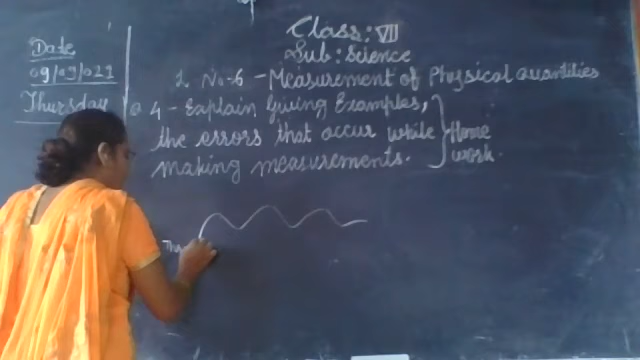 Class: VII
Sub: Science
Date
09/09/021
Thursday
L. No-6 - Measurement of Physical Quantities
Q 4 - Explain Giving Examples,
the errors that occur while
making measurements.
Home
work.